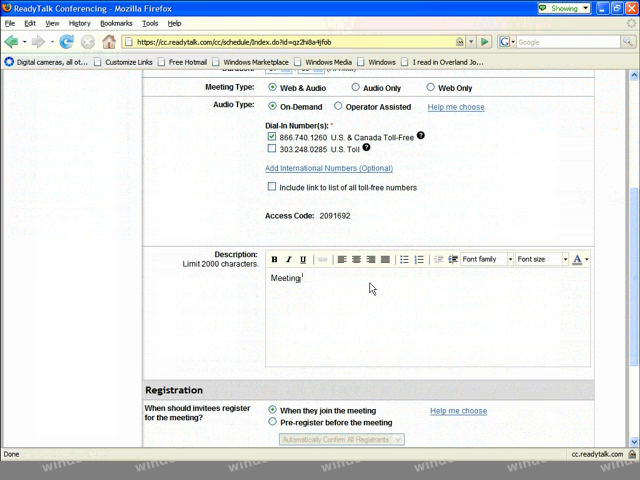 ReadyTalk Conferencing - Mozilla Firefox
Showing
File Edit View History Bookmarks Tools Help
https://cc.readytalk.com/cc/schedule/Index.do?id=qz2hi8a4jfob
Google
Digital cameras, all ot... Customize Links Free Hotmail Windows Marketplace Windows Media Windows I read in Overland Jo...
Meeting Type: Web & Audio Audio Only Web Only
Audio Type: On-Demand Operator Assisted Help me choose
Dial-In Number(s): *
866.740.1260 U.S. & Canada Toll-Free
303.248.0285 U.S. Toll
Add International Numbers (Optional)
Include link to list of all toll-free numbers
Access Code: 2091692
Description:
Limit 2000 characters.
B I U Font family Font size A
Meeting
Registration
When should invitees register for the meeting?
When they join the meeting Help me choose
Pre-register before the meeting
Automatically Confirm All Registrants
Done cc.readytalk.com